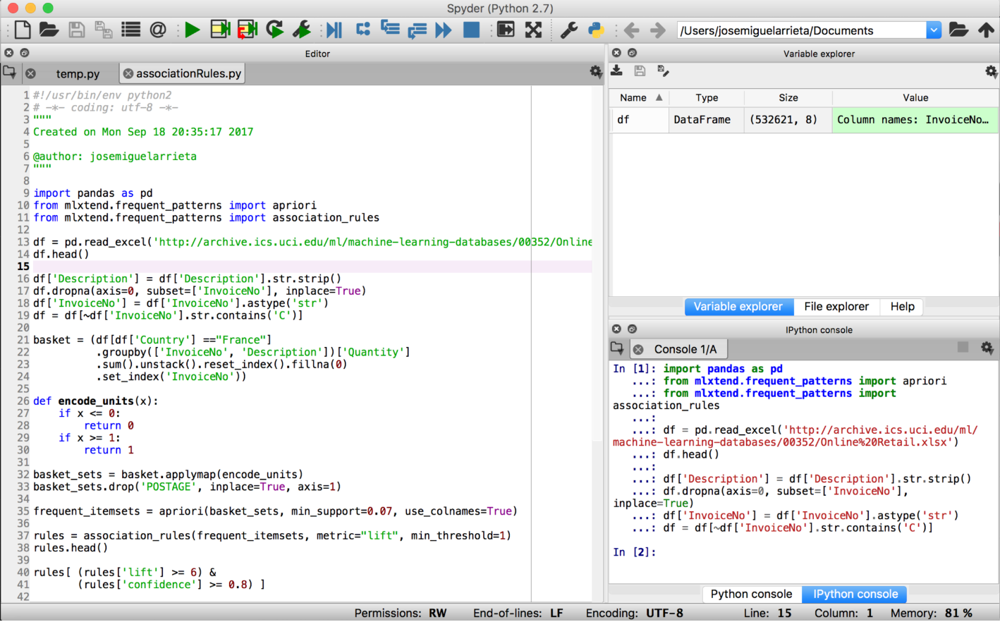 Spyder (Python 2.7)
/Users/josemiguelarrieta/Documents
Editor
temp.py
associationRules.py
1 #!/usr/bin/env python2
2 # -*- coding: utf-8 -*-
3 """
4 Created on Mon Sep 18 20:35:17 2017
5
6 @author: josemiguelarrieta
7 """
8
9 import pandas as pd
10 from mlxtend.frequent_patterns import apriori
11 from mlxtend.frequent_patterns import association_rules
12
13 df = pd.read_excel('http://archive.ics.uci.edu/ml/machine-learning-databases/00352/Online
14 df.head()
15
16 df['Description'] = df['Description'].str.strip()
17 df.dropna(axis=0, subset=['InvoiceNo'], inplace=True)
18 df['InvoiceNo'] = df['InvoiceNo'].astype('str')
19 df = df[~df['InvoiceNo'].str.contains('C')]
20
21 basket = (df[df['Country'] =="France"]
22           .groupby(['InvoiceNo', 'Description'])['Quantity']
23           .sum().unstack().reset_index().fillna(0)
24           .set_index('InvoiceNo'))
25
26 def encode_units(x):
27     if x <= 0:
28         return 0
29     if x >= 1:
30         return 1
31
32 basket_sets = basket.applymap(encode_units)
33 basket_sets.drop('POSTAGE', inplace=True, axis=1)
34
35 frequent_itemsets = apriori(basket_sets, min_support=0.07, use_colnames=True)
36
37 rules = association_rules(frequent_itemsets, metric="lift", min_threshold=1)
38 rules.head()
39
40 rules[ (rules['lift'] >= 6) &
41        (rules['confidence'] >= 0.8) ]
42
Variable explorer
Name Type Size Value
df DataFrame (532621, 8) Column names: InvoiceNo…
Variable explorer File explorer Help
IPython console
Console 1/A
In [1]: import pandas as pd
   ...: from mlxtend.frequent_patterns import apriori
   ...: from mlxtend.frequent_patterns import
association_rules
   ...:
   ...: df = pd.read_excel('http://archive.ics.uci.edu/ml/
machine-learning-databases/00352/Online%20Retail.xlsx')
   ...: df.head()
   ...:
   ...: df['Description'] = df['Description'].str.strip()
   ...: df.dropna(axis=0, subset=['InvoiceNo'],
inplace=True)
   ...: df['InvoiceNo'] = df['InvoiceNo'].astype('str')
   ...: df = df[~df['InvoiceNo'].str.contains('C')]
In [2]:
Python console IPython console
Permissions: RW End-of-lines: LF Encoding: UTF-8 Line: 15 Column: 1 Memory: 81 %